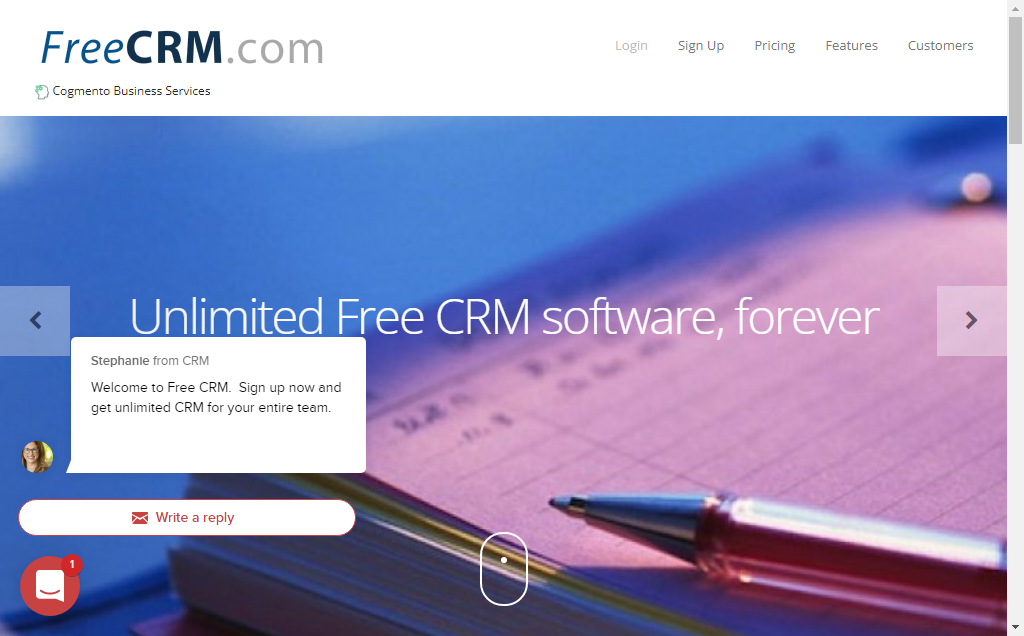 FreeCRM.com
Login
Sign Up
Pricing
Features
Customers
Cogmento Business Services
Unlimited Free CRM software, forever
Stephanie from CRM
Welcome to Free CRM. Sign up now and
get unlimited CRM for your entire team.
Write a reply
1